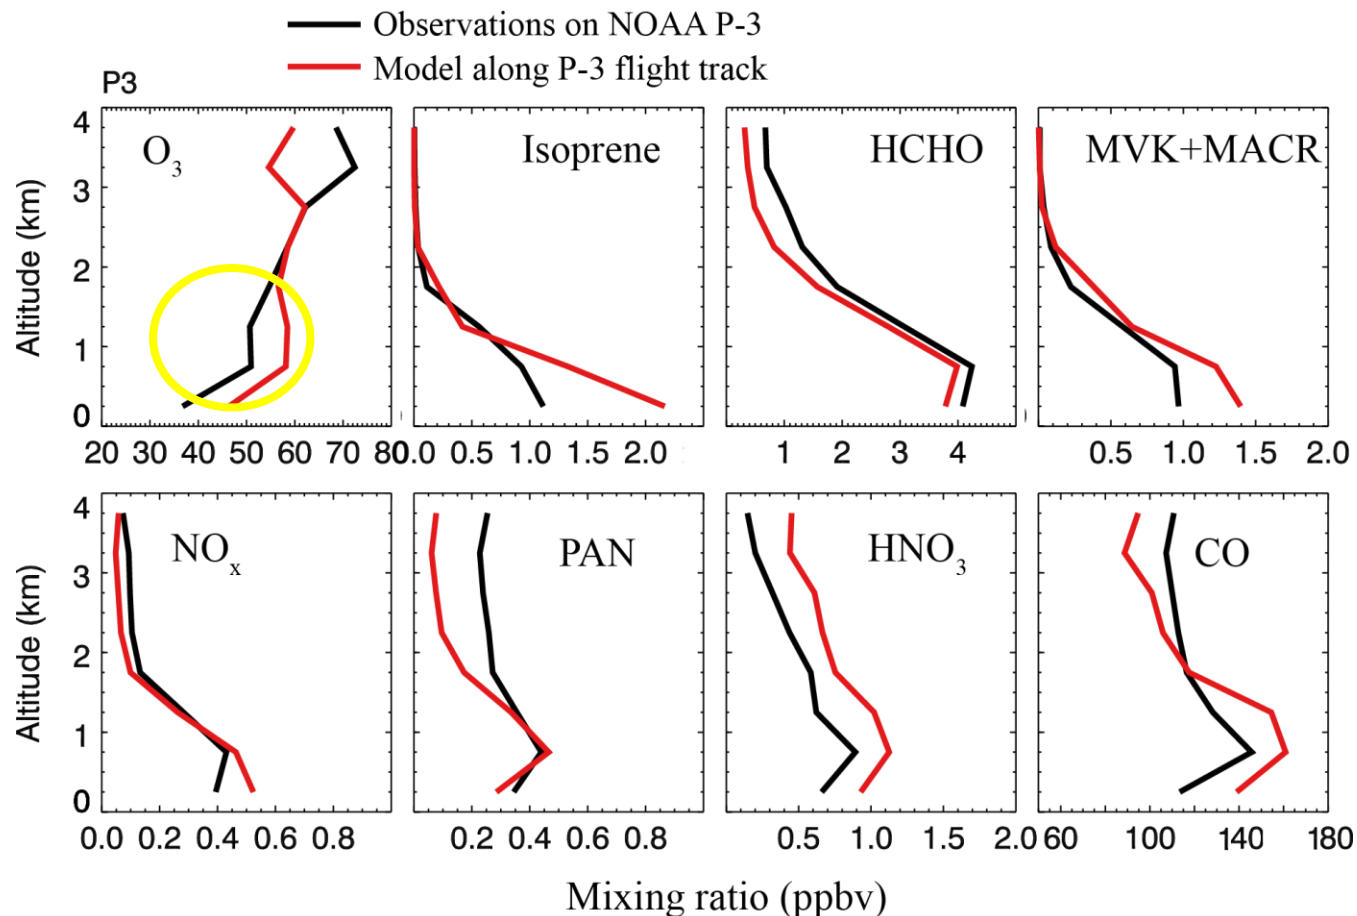 Observations on NOAA P-3
Model along P-3 flight track
P3
O3
Isoprene
HCHO
MVK+MACR
Altitude (km)
4
3
2
1
0
20 30 40 50 60 70 80
0.0 0.5 1.0 1.5 2.0
1 2 3 4
0.5 1.0 1.5 2.0
NOx
PAN
HNO3
CO
Altitude (km)
4
3
2
1
0
0.0 0.2 0.4 0.6 0.8
0.2 0.4 0.6 0.8
0.5 1.0 1.5 2.0
60 100 140 180
Mixing ratio (ppbv)